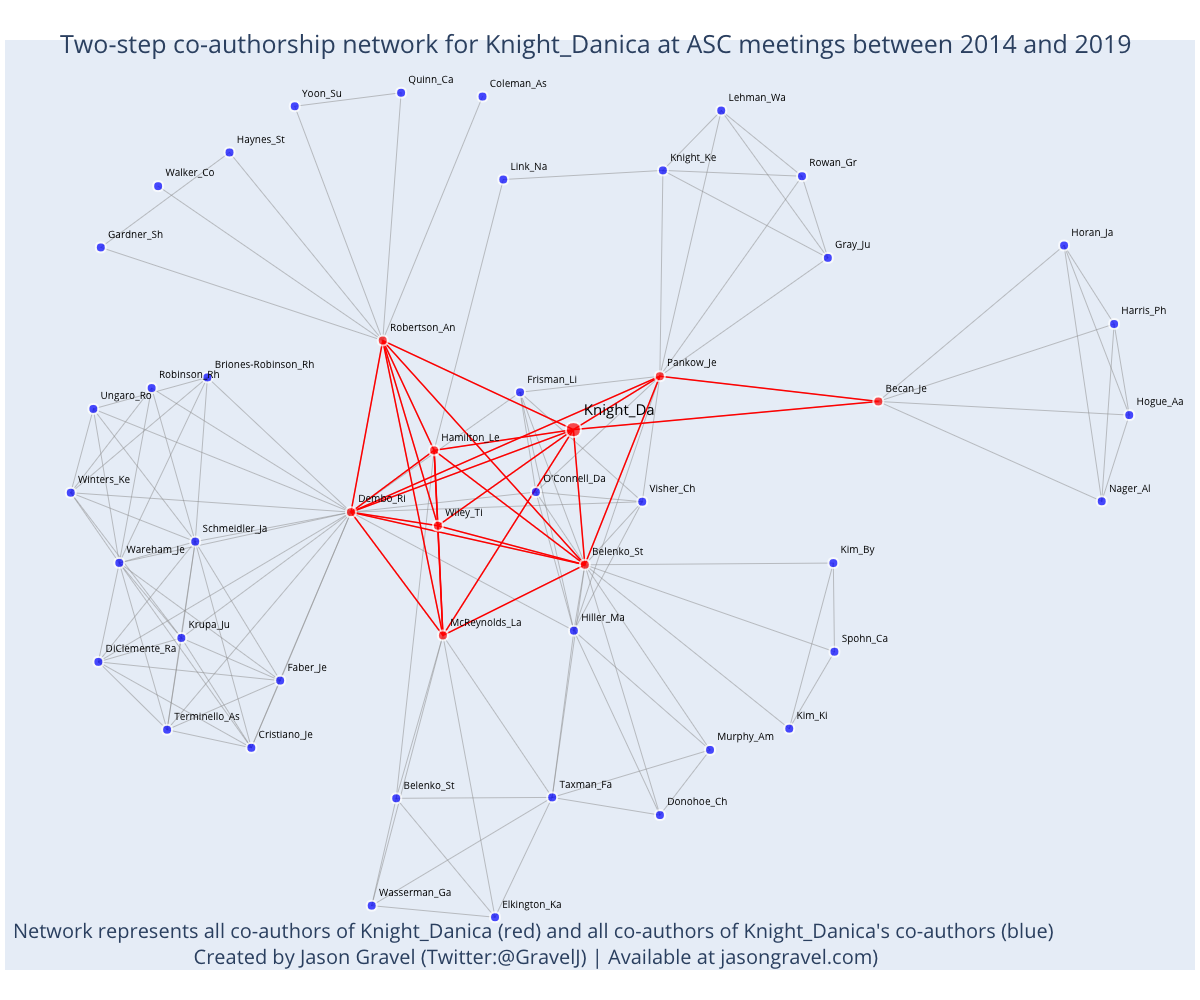 Two-step co-authorship network for Knight_Danica at ASC meetings between 2014 and 2019
Quinn_Ca
Coleman_As
Yoon_Su
Lehman_Wa
Haynes_St
Knight_Ke
Rowan_Gr
Link_Na
Walker_Co
Gardner_Sh
Horan_Ja
Gray_Ju
Harris_Ph
Robertson_An
Briones-Robinson_Rh
Pankow_Je
Robinson_Rh
Frisman_Li
Becan_Je
Ungaro_Ro
Hogue_Aa
Knight_Da
Hamilton_Le
Winters_Ke
O'Connell_Da
Visher_Ch
Nager_Al
Dembo_Ri
Wiley_Ti
Schmeidler_Ja
Wareham_Je
Belenko_St
Kim_By
Hiller_Ma
McReynolds_La
Krupa_Ju
Spohn_Ca
DiClemente_Ra
Faber_Je
Terminello_As
Kim_Ki
Cristiano_Je
Murphy_Am
Belenko_St
Taxman_Fa
Donohoe_Ch
Wasserman_Ga
Elkington_Ka
Network represents all co-authors of Knight_Danica (red) and all co-authors of Knight_Danica's co-authors (blue)
Created by Jason Gravel (Twitter:@GravelJ) | Available at jasongravel.com)